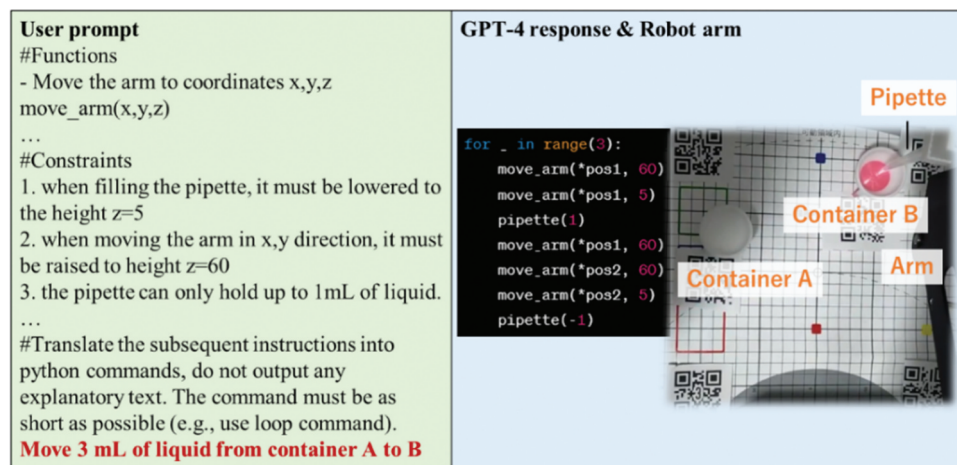 User prompt
#Functions
- Move the arm to coordinates x,y,z
move_arm(x,y,z)
...
#Constraints
1. when filling the pipette, it must be lowered to
the height z=5
2. when moving the arm in x,y direction, it must
be raised to height z=60
3. the pipette can only hold up to 1mL of liquid.
...
#Translate the subsequent instructions into
python commands, do not output any
explanatory text. The command must be as
short as possible (e.g., use loop command).
Move 3 mL of liquid from container A to B
GPT-4 response & Robot arm
for _ in range(3):
move_arm(*pos1, 60)
move_arm(*pos1, 5)
pipette(1)
move_arm(*pos1, 60)
move_arm(*pos2, 60)
move_arm(*pos2, 5)
pipette(-1)
Pipette
Container B
Container A
Arm